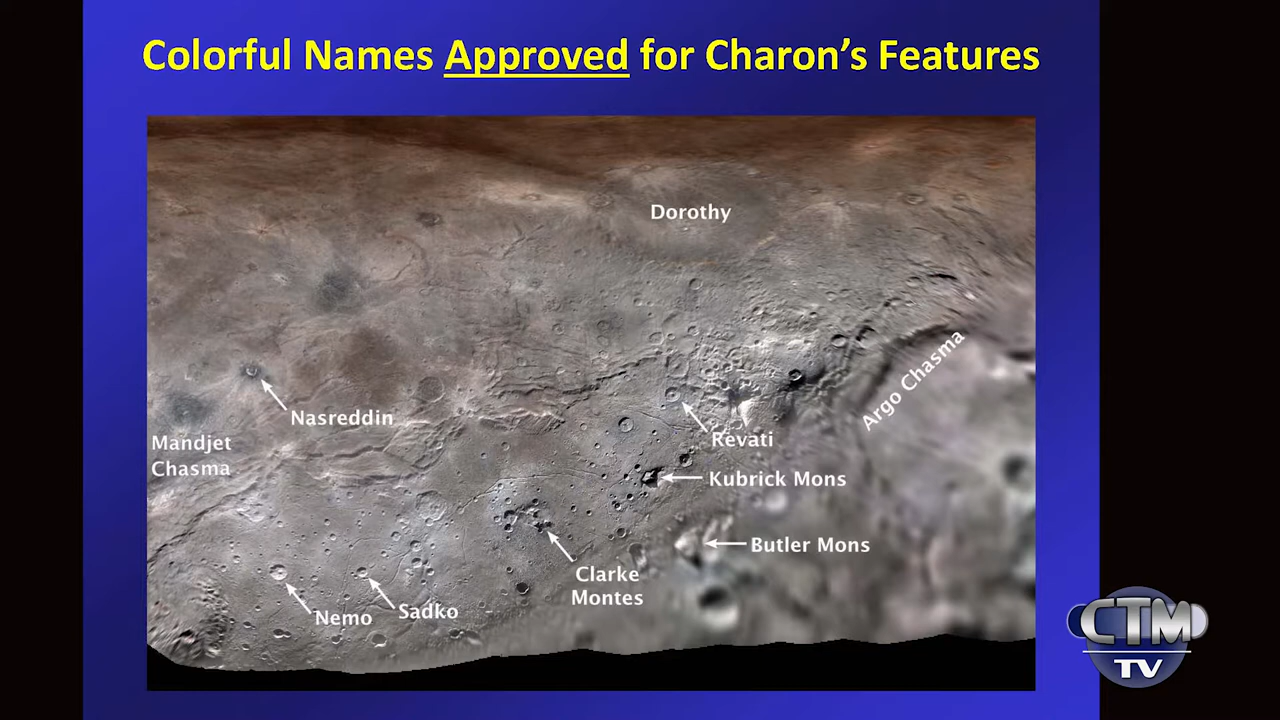 Colorful Names Approved for Charon's Features
Dorothy
Argo Chasma
Nasreddin
Mandjet
Chasma
Revati
Kubrick Mons
Butler Mons
Clarke
Montes
Nemo
Sadko
CTM
TV